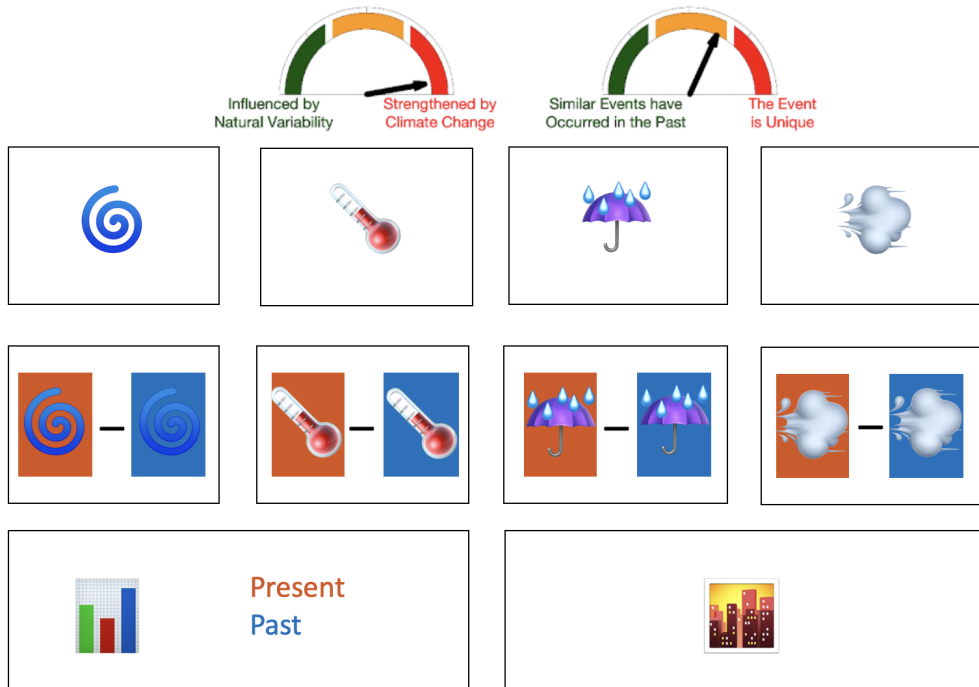 Influenced by
Natural Variability
Strengthened by
Climate Change
Similar Events have
Occurred in the Past
The Event
is Unique
Present
Past